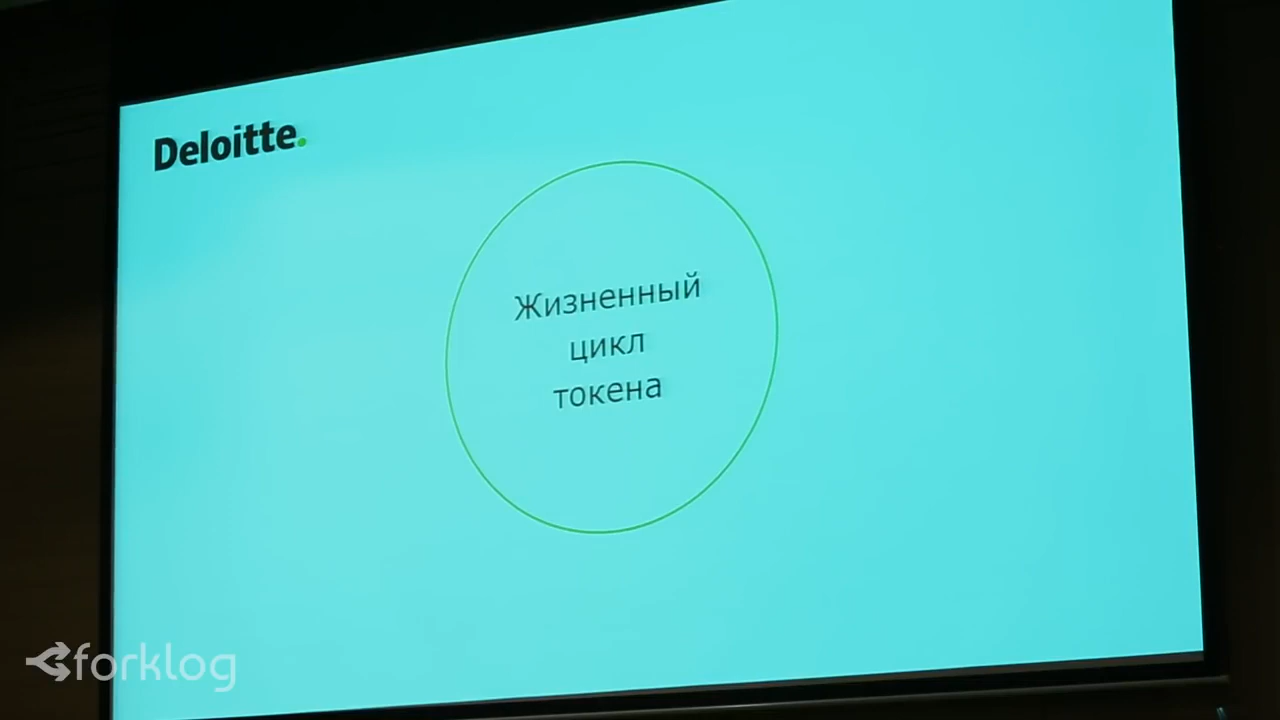 Deloitte.
Жизненный
цикл
токена
forklog